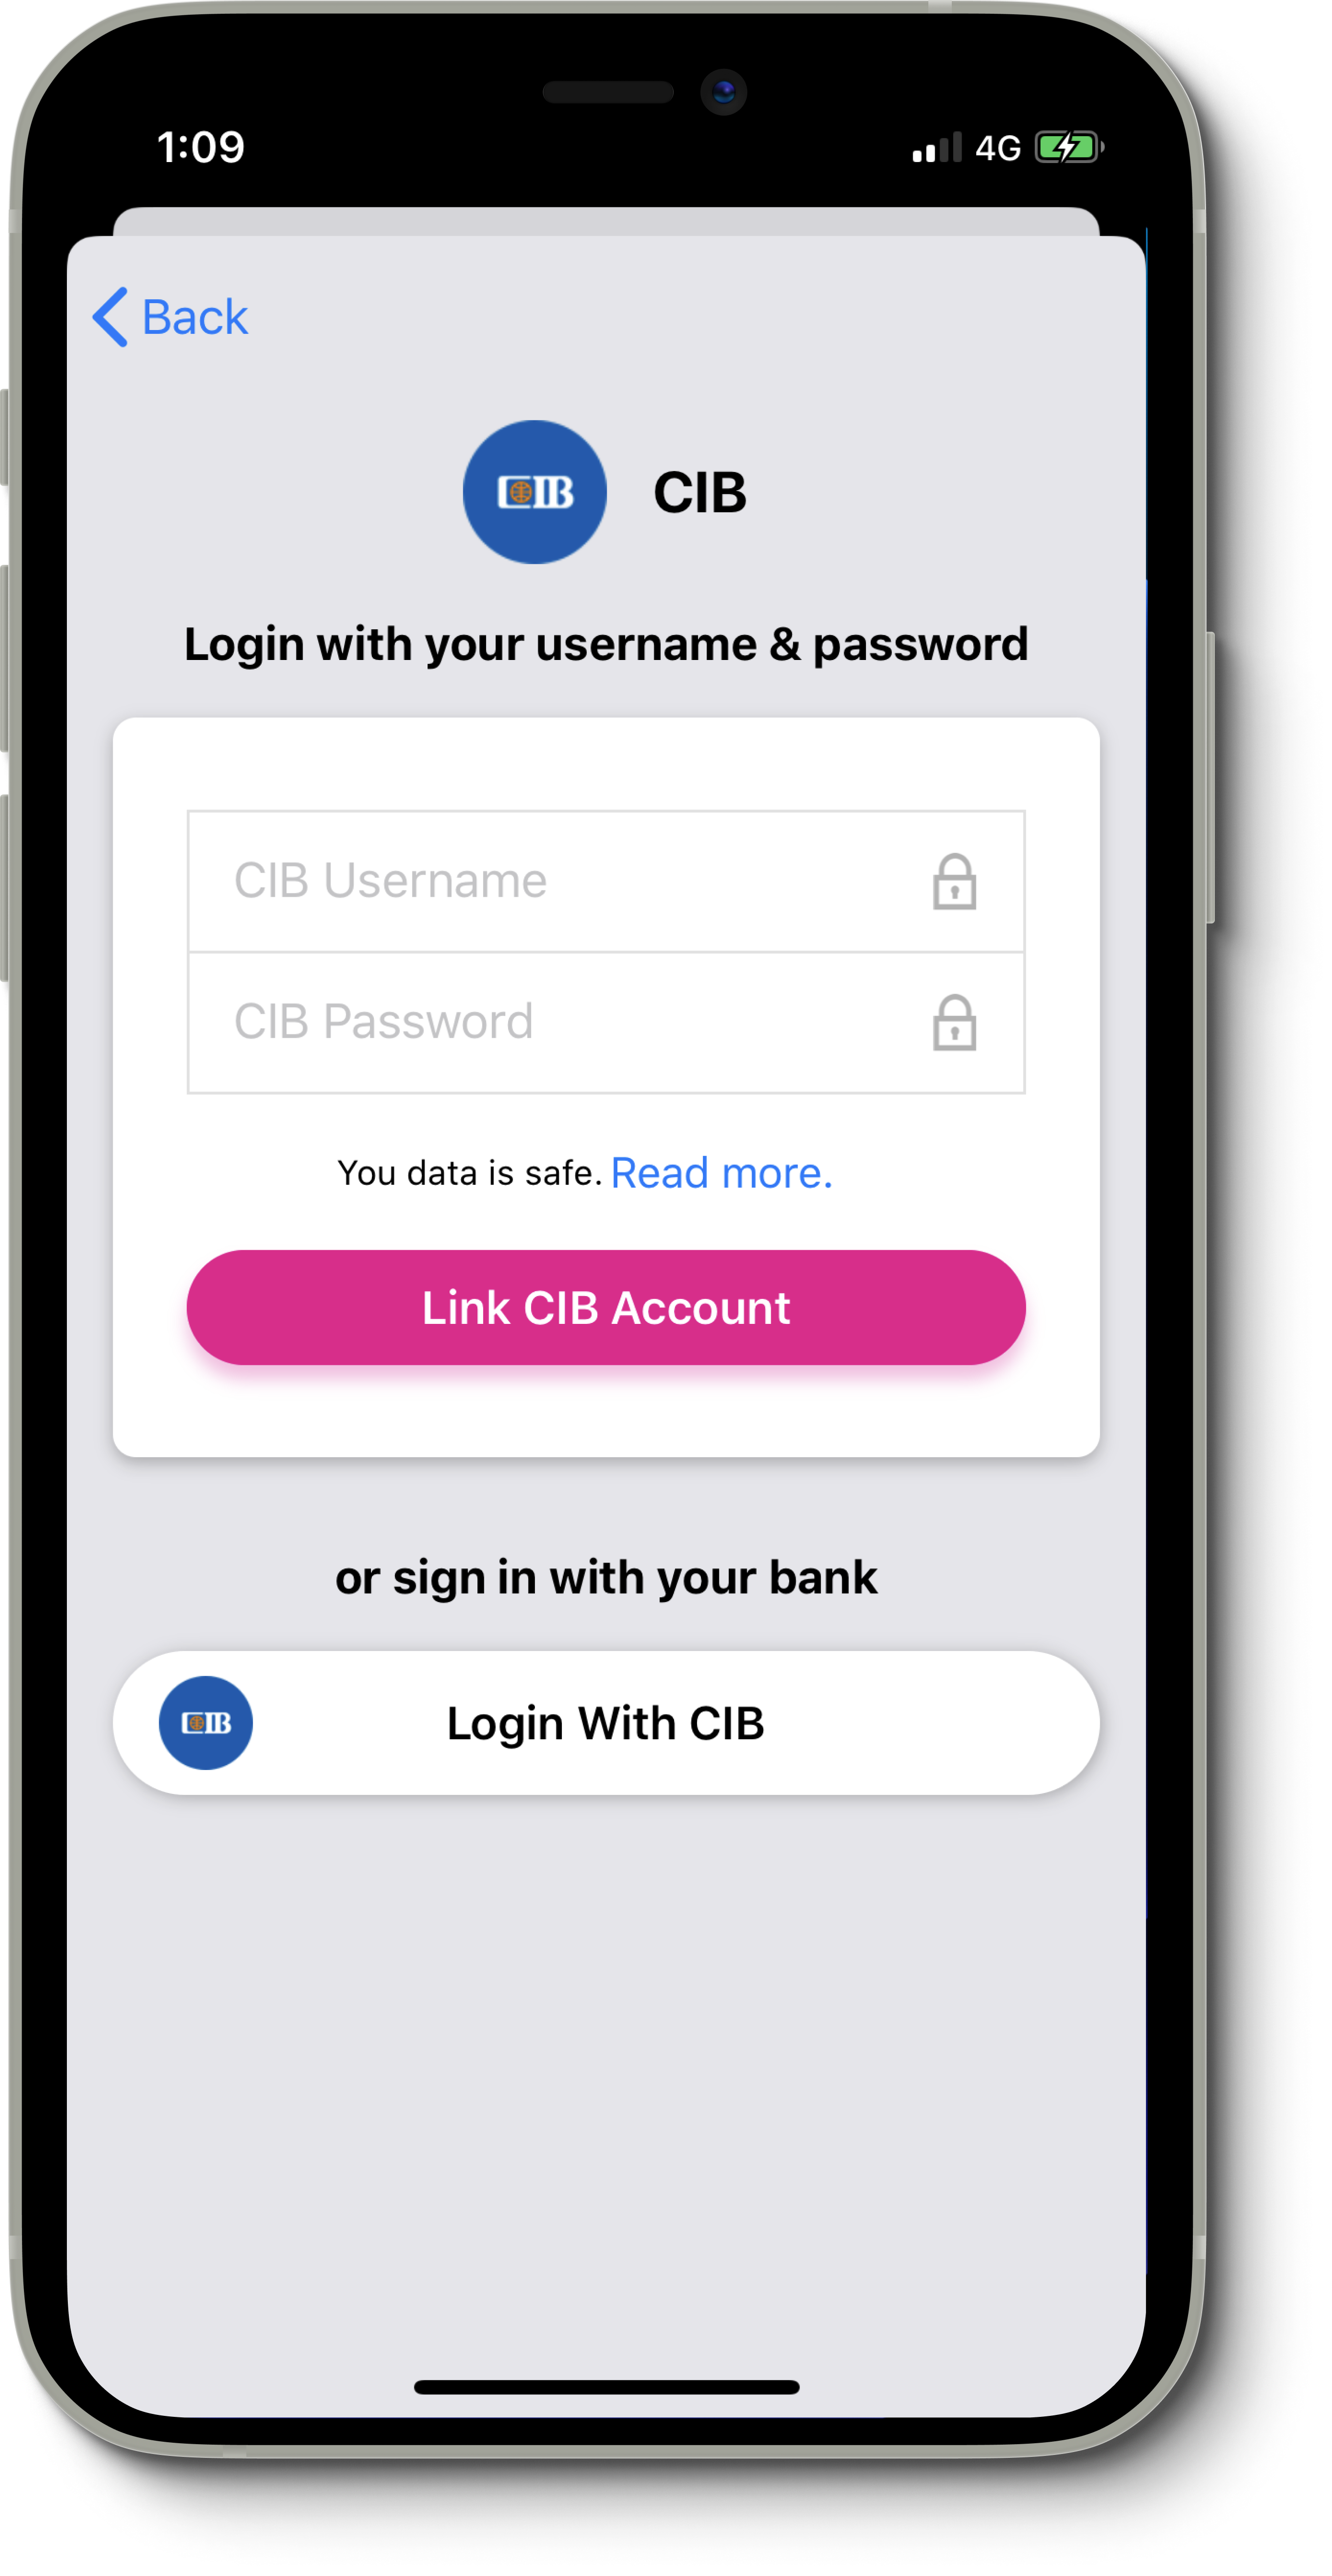 1:09
4G
Back
CIB
CIB
Login with your username & password
CIB Username
CIB Password
You data is safe. Read more.
Link CIB Account
or sign in with your bank
CIB
Login With CIB